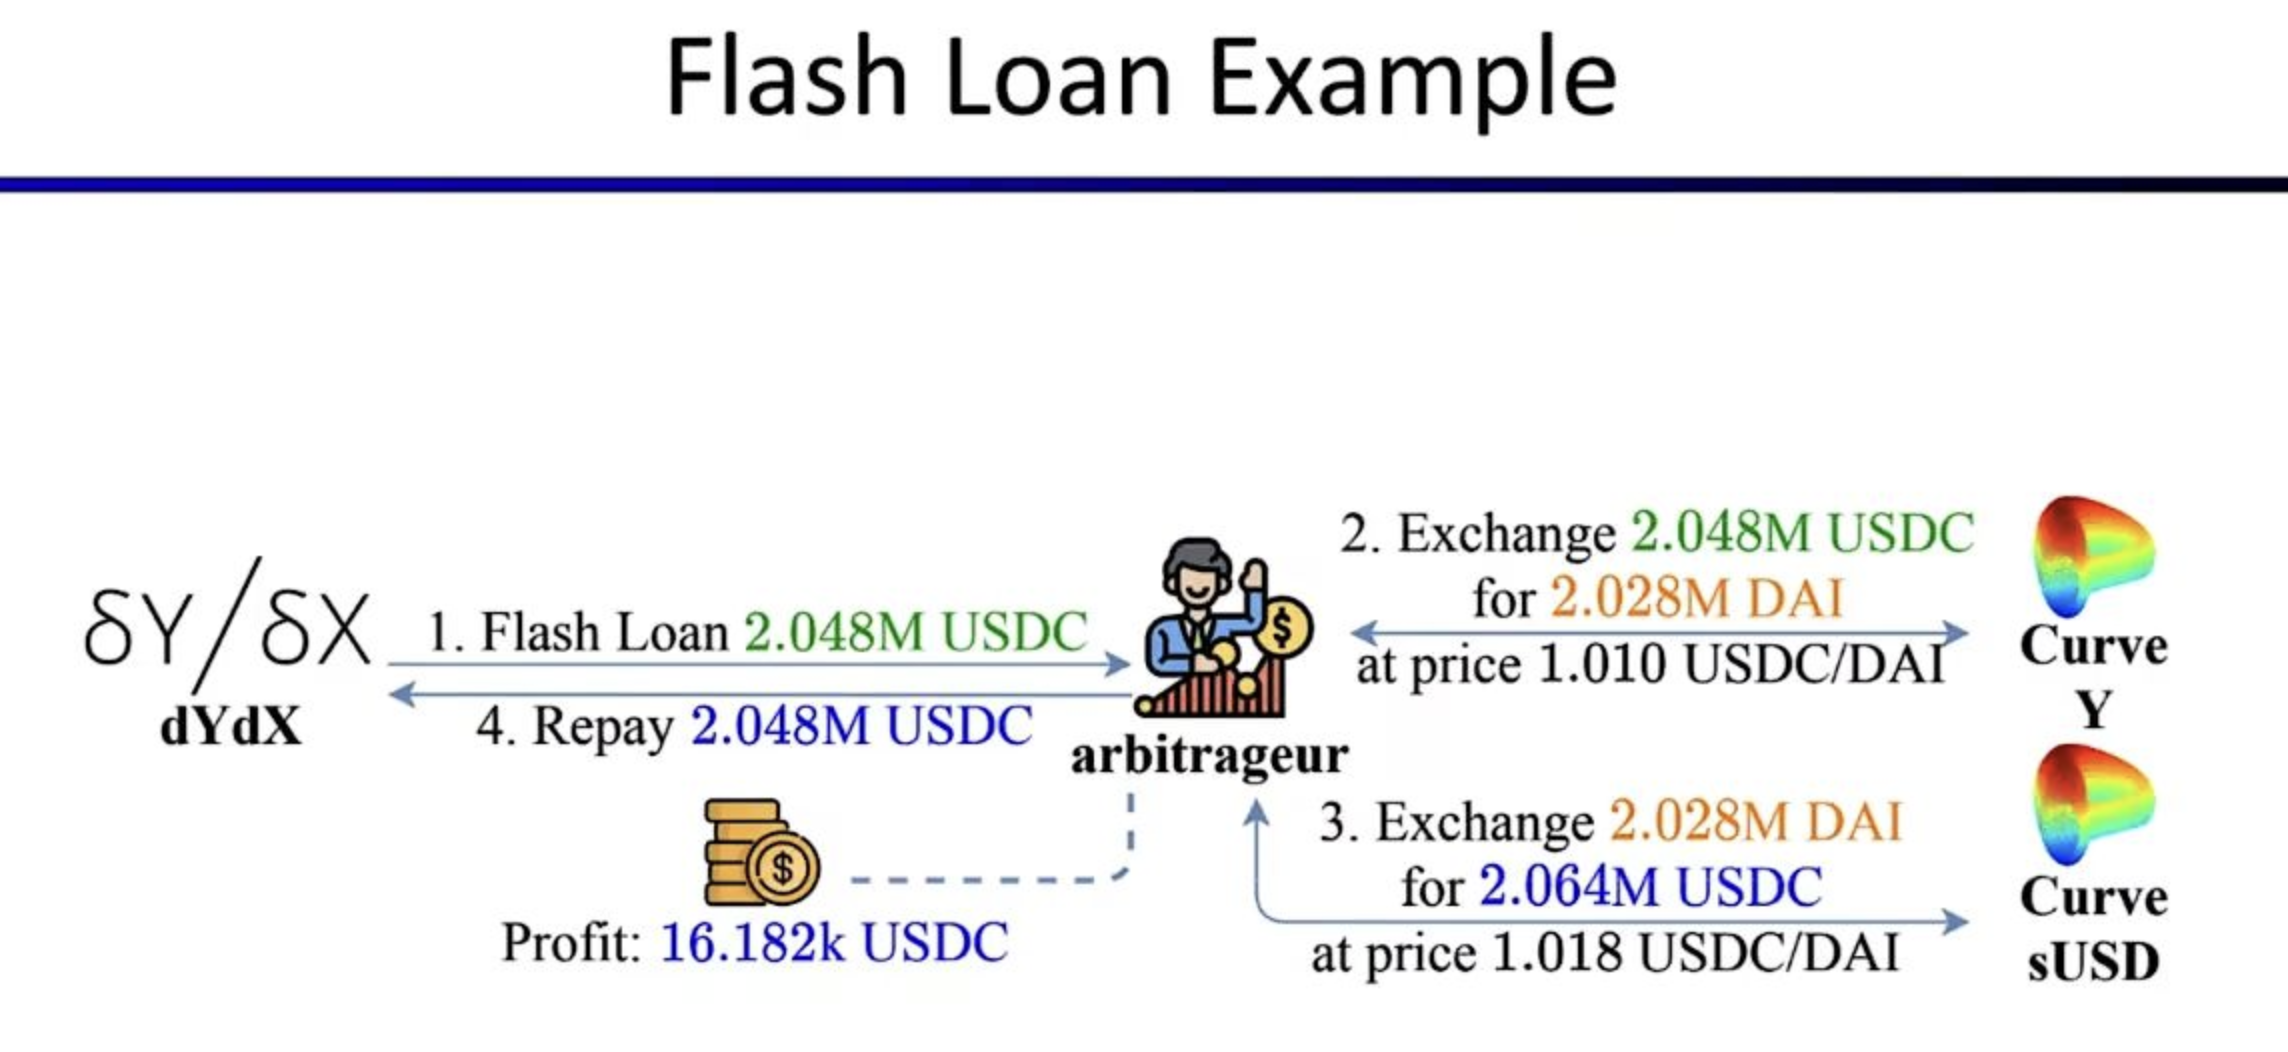 Flash Loan Example
δY/δX
dYdX
1. Flash Loan 2.048M USDC
4. Repay 2.048M USDC
arbitrageur
$
2. Exchange 2.048M USDC
for 2.028M DAI
at price 1.010 USDC/DAI
Curve
Y
3. Exchange 2.028M DAI
for 2.064M USDC
at price 1.018 USDC/DAI
Curve
sUSD
$
Profit: 16.182k USDC